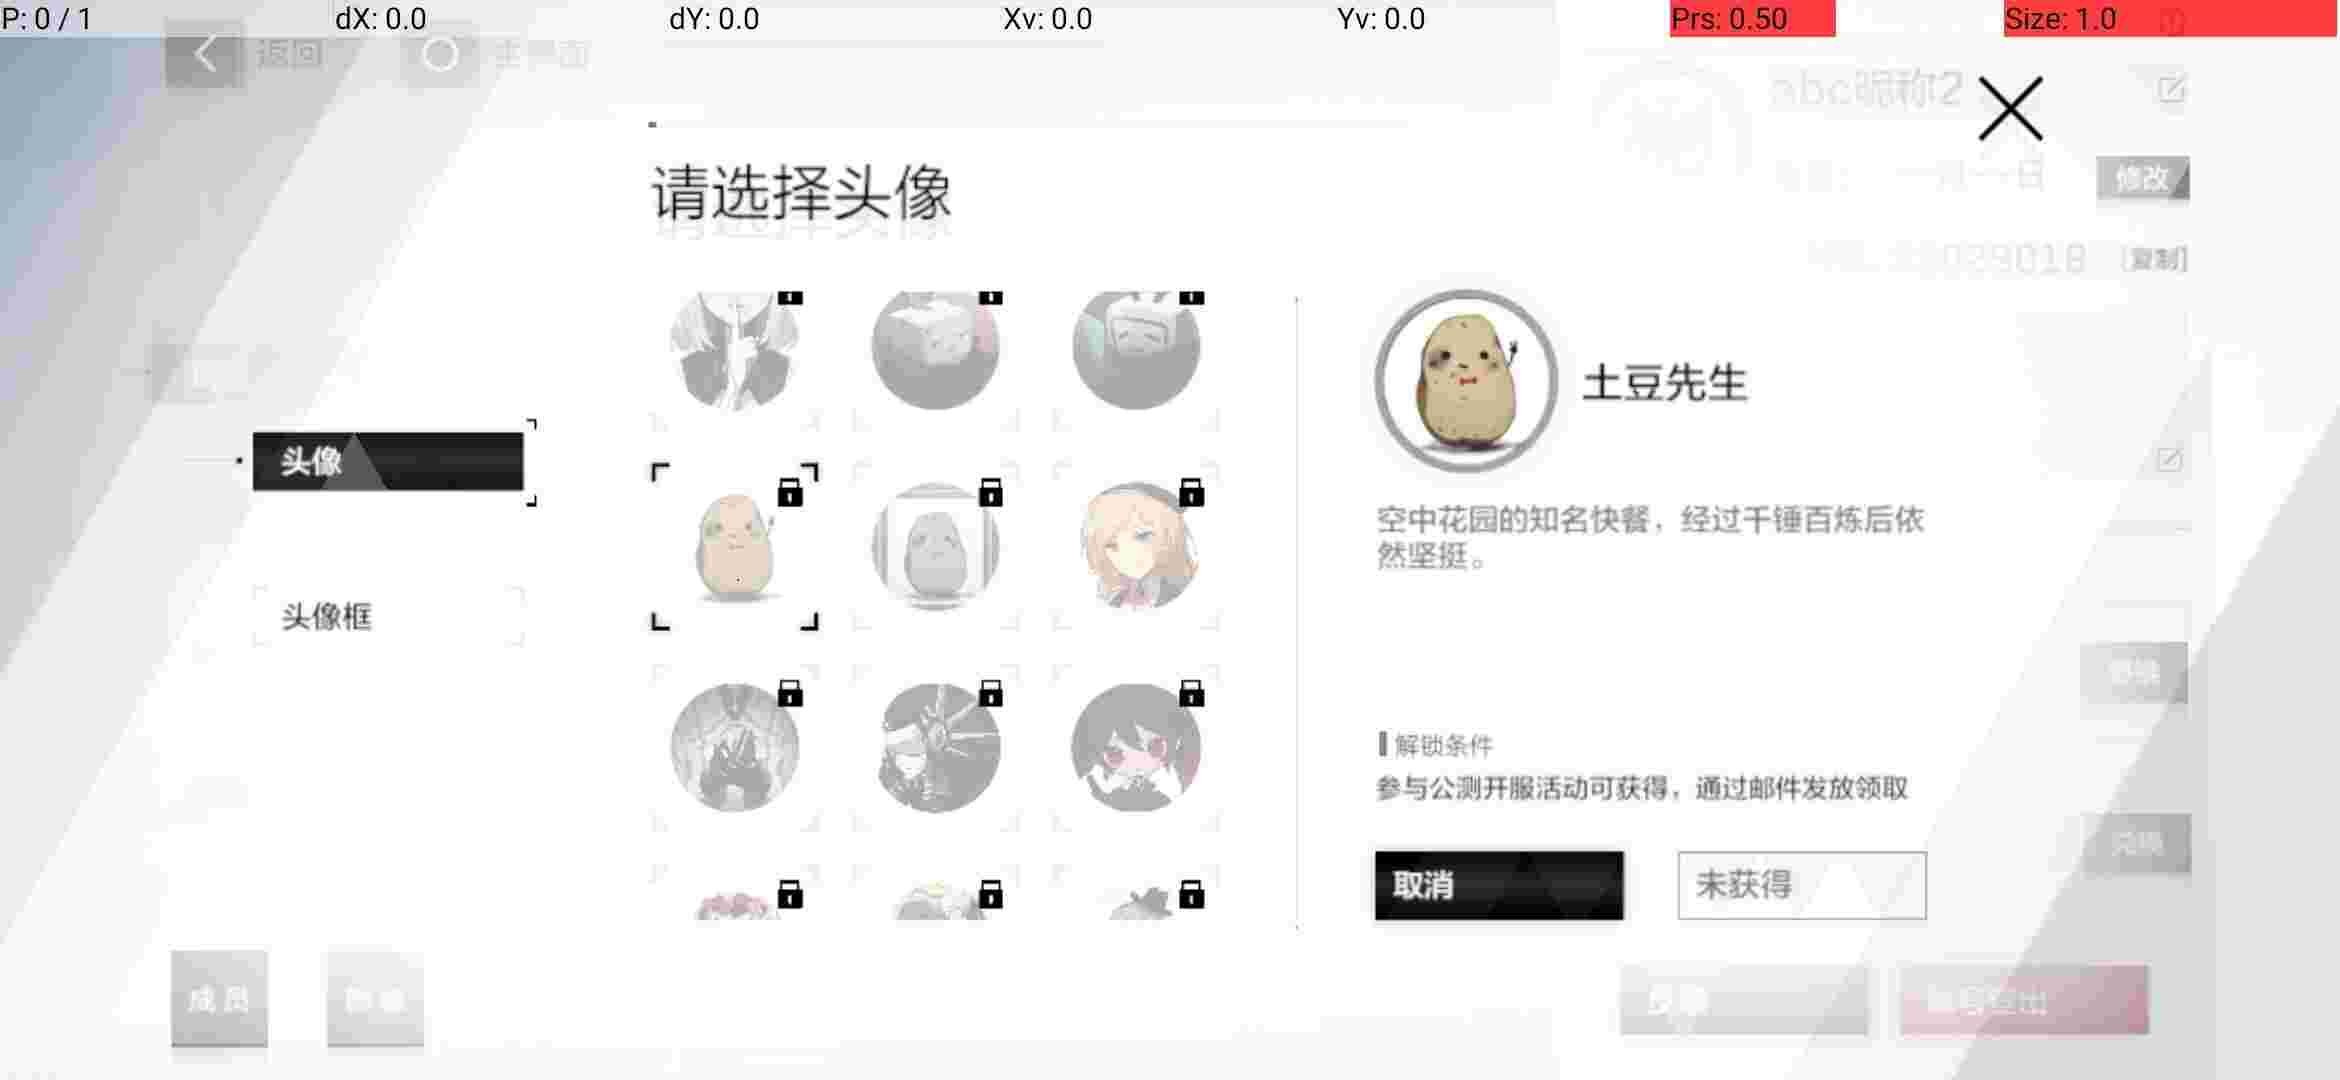 P: 0 / 1
dX: 0.0
dY: 0.0
Xv: 0.0
Yv: 0.0
Prs: 0.50
Size: 1.0
返回
主界面
abc昵称2
修改
[复制]
请选择头像
头像
头像框
土豆先生
空中花园的知名快餐，经过千锤百炼后依
然坚挺。
解锁条件
参与公测开服活动可获得，通过邮件发放领取
取消
未获得
兑换
成员